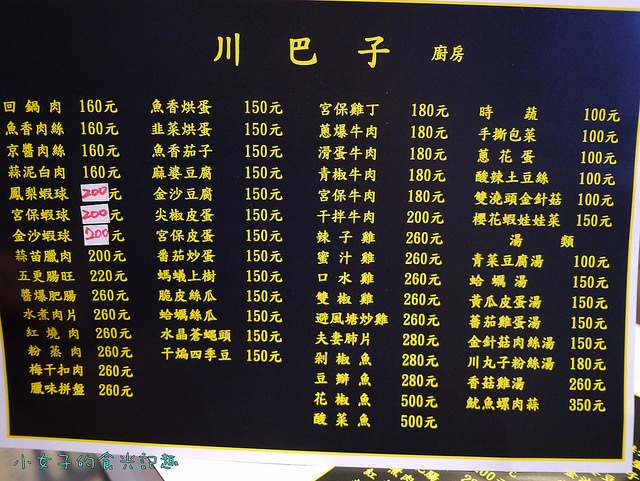 川巴子 廚房
回鍋肉 160元
魚香肉絲 160元
京醬肉絲 160元
蒜泥白肉 160元
鳳梨蝦球 200元
宮保蝦球 200元
金沙蝦球 200元
蒜苗臘肉 200元
五更腸旺 220元
醬爆肥腸 260元
水煮肉片 260元
紅燒肉 260元
粉蒸肉 260元
梅干扣肉 260元
臘味拼盤 260元
魚香烘蛋 150元
韭菜烘蛋 150元
魚香茄子 150元
麻婆豆腐 150元
金沙豆腐 150元
尖椒皮蛋 150元
宮保皮蛋 150元
番茄炒蛋 150元
螞蟻上樹 150元
脆皮絲瓜 150元
蛤蠣絲瓜 150元
水晶蒼蠅頭 150元
干煸四季豆 150元
宮保雞丁 180元
蔥爆牛肉 180元
滑蛋牛肉 180元
青椒牛肉 180元
宮保牛肉 180元
干拌牛肉 200元
辣子雞 260元
蜜汁雞 260元
口水雞 260元
雙椒雞 260元
避風塘炒雞 260元
夫妻肺片 280元
剁椒魚 280元
豆瓣魚 280元
花椒魚 500元
酸菜魚 500元
時蔬 100元
手撕包菜 100元
蔥花蛋 100元
酸辣土豆絲 100元
雙澆頭金針菇 100元
櫻花蝦娃娃菜 150元
湯類
青菜豆腐湯 100元
蛤蠣湯 150元
黃瓜皮蛋湯 150元
蕃茄雞蛋湯 150元
金針菇肉絲湯 150元
川丸子粉絲湯 180元
香菇雞湯 260元
魷魚螺肉蒜 350元
小女子的食光記趣